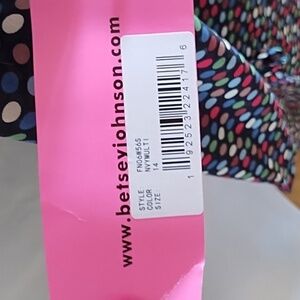 www.betseyjohnson.com
STYLE FN06#565
COLOR NVYMULTI
SIZE 14
1 92523 22417 6